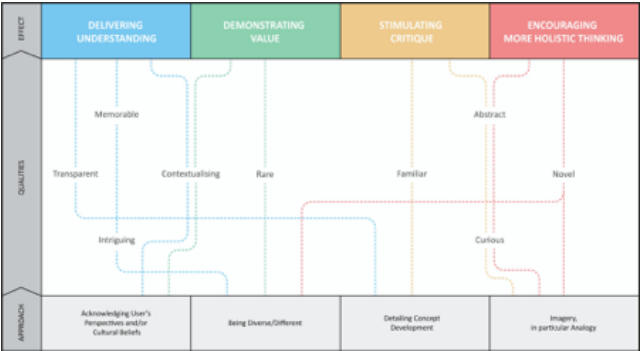 EFFECT
DELIVERING
UNDERSTANDING
DEMONSTRATING
VALUE
STIMULATING
CRITIQUE
ENCOURAGING
MORE HOLISTIC THINKING
QUALITIES
Memorable
Abstract
Transparent
Contextualising
Rare
Familiar
Novel
Intriguing
Curious
APPROACH
Acknowledging User's
Perspectives and/or
Cultural Beliefs
Being Diverse/Different
Detailing Concept
Development
Imagery,
in particular Analogy